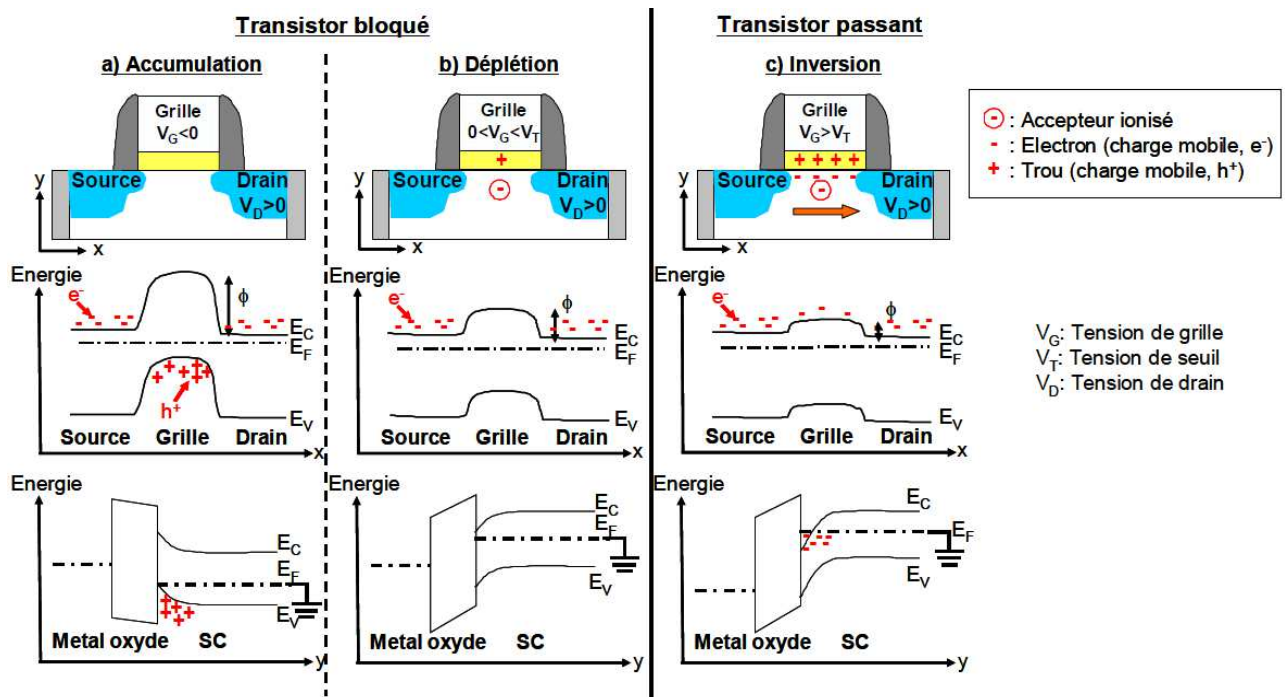 Transistor bloqué
Transistor passant
a) Accumulation
b) Déplétion
c) Inversion
Grille
V_G<0
Grille
0<V_G<V_T
+
Grille
V_G>V_T
+ + + +
- : Accepteur ionisé
- : Electron (charge mobile, e⁻)
+ : Trou (charge mobile, h⁺)
y
Source
Drain
V_D>0
x
y
Source
Drain
V_D>0
-
x
y
Source
Drain
V_D>0
-
x
Energie
e⁻
ϕ
E_C
E_F
h⁺
E_V
Source Grille Drain
x
Energie
e⁻
ϕ
E_C
E_F
E_V
Source Grille Drain
x
Energie
e⁻
ϕ
E_C
E_F
E_V
Source Grille Drain
x
V_G: Tension de grille
V_T: Tension de seuil
V_D: Tension de drain
Energie
E_C
E_F
E_V
Metal oxyde SC
y
Energie
E_C
E_F
E_V
Metal oxyde SC
y
Energie
E_C
E_F
E_V
Metal oxyde SC
y